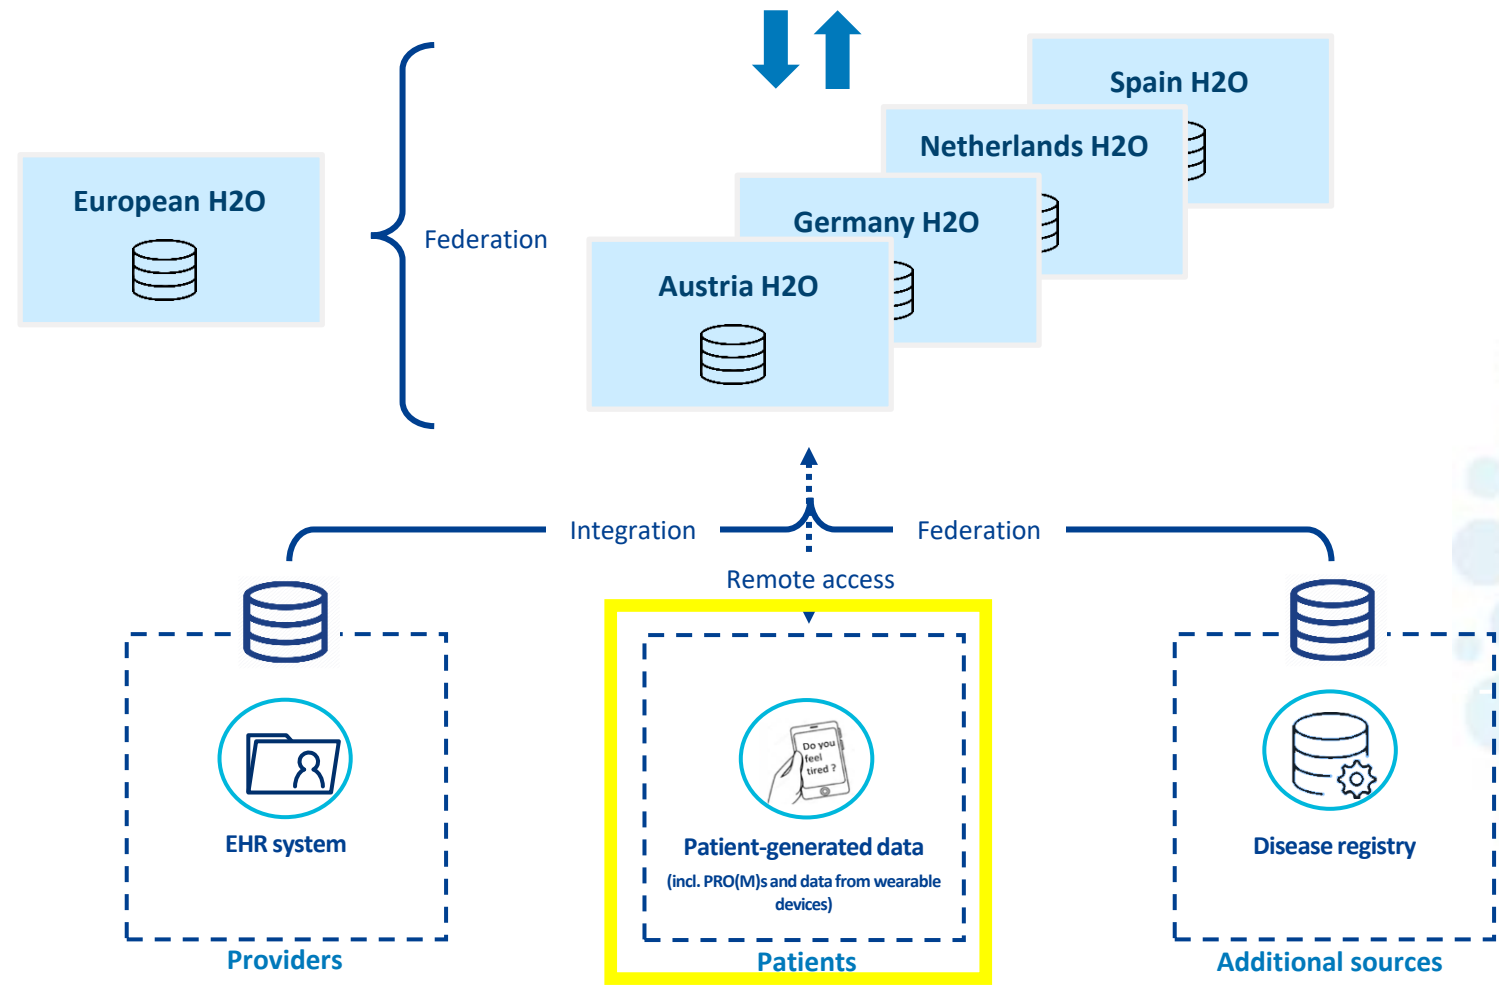 Spain H2O
Netherlands H2O
European H2O
Germany H2O
Federation
Austria H2O
Integration
Federation
Remote access
Do you
feel
tired ?
EHR system
Patient-generated data
(incl. PRO(M)s and data from wearable
devices)
Disease registry
Providers
Patients
Additional sources